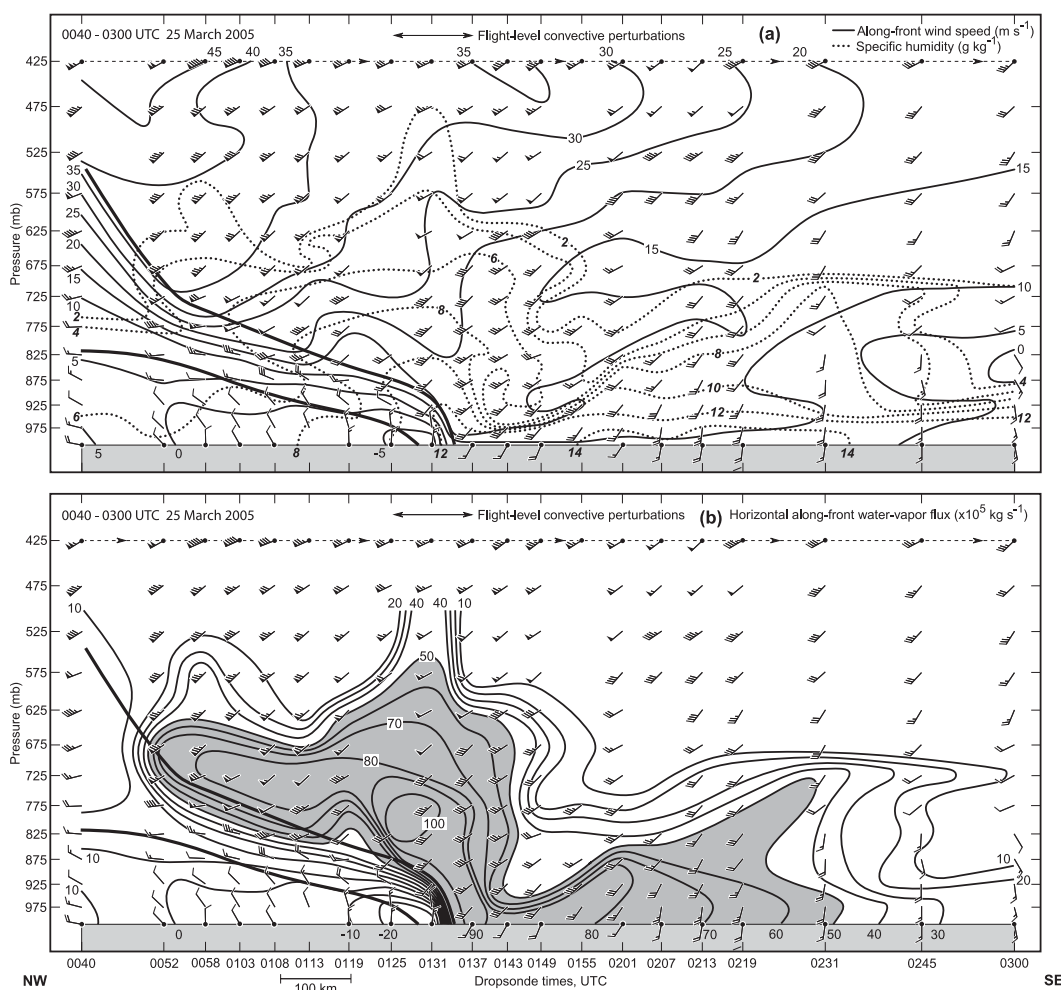 0040 - 0300 UTC 25 March 2005
45 40 35
Flight-level convective perturbations
35 30 25 20
(a)
Along-front wind speed (m s⁻¹)
Specific humidity (g kg⁻¹)
Pressure (mb)
425
475
525
575
625
675
725
775
825
875
925
975
35
30
25
20
15
10
2
4
5
6
30
25
15
2
6
15
2
10
8
5
8
0
10
4
12
12
5 0 8 -5 12 14 14
0040 - 0300 UTC 25 March 2005
Flight-level convective perturbations
(b)
Horizontal along-front water-vapor flux (x10⁵ kg s⁻¹)
Pressure (mb)
425
475
525
575
625
675
725
775
825
875
925
975
10
20 40 40 10
50
70
80
100
10
10
10
20
0 -10 -20 90 80 70 60 50 40 30
0040 0052 0058 0103 0108 0113 0119 0125 0131 0137 0143 0149 0155 0201 0207 0213 0219 0231 0245 0300
NW
100 km
Dropsonde times, UTC
SE